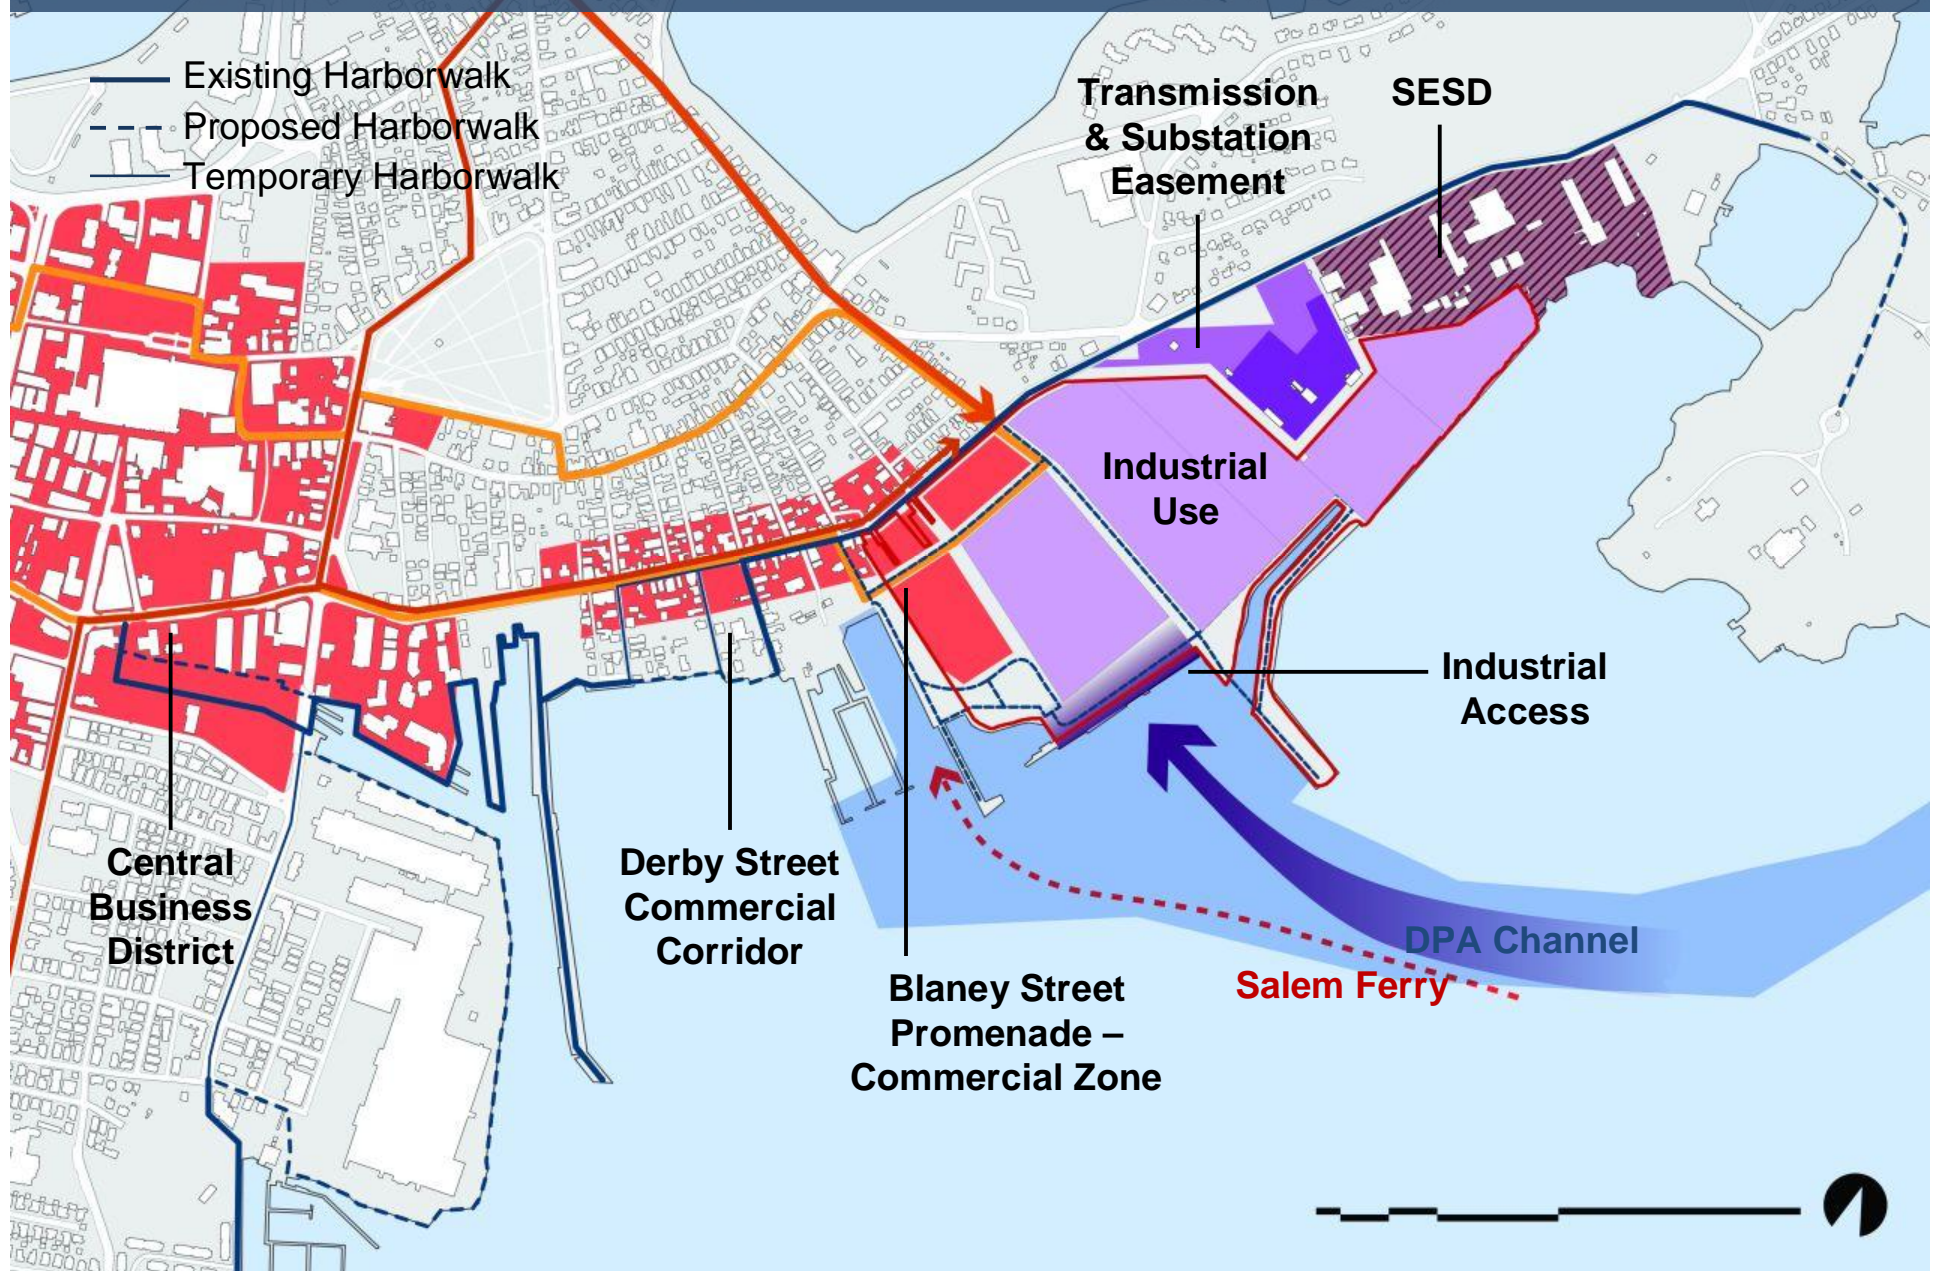 Existing Harborwalk
Proposed Harborwalk
Temporary Harborwalk
Transmission
& Substation
Easement
SESD
Industrial
Use
Industrial
Access
Central
Business
District
Derby Street
Commercial
Corridor
Blaney Street
Promenade –
Commercial Zone
DPA Channel
Salem Ferry